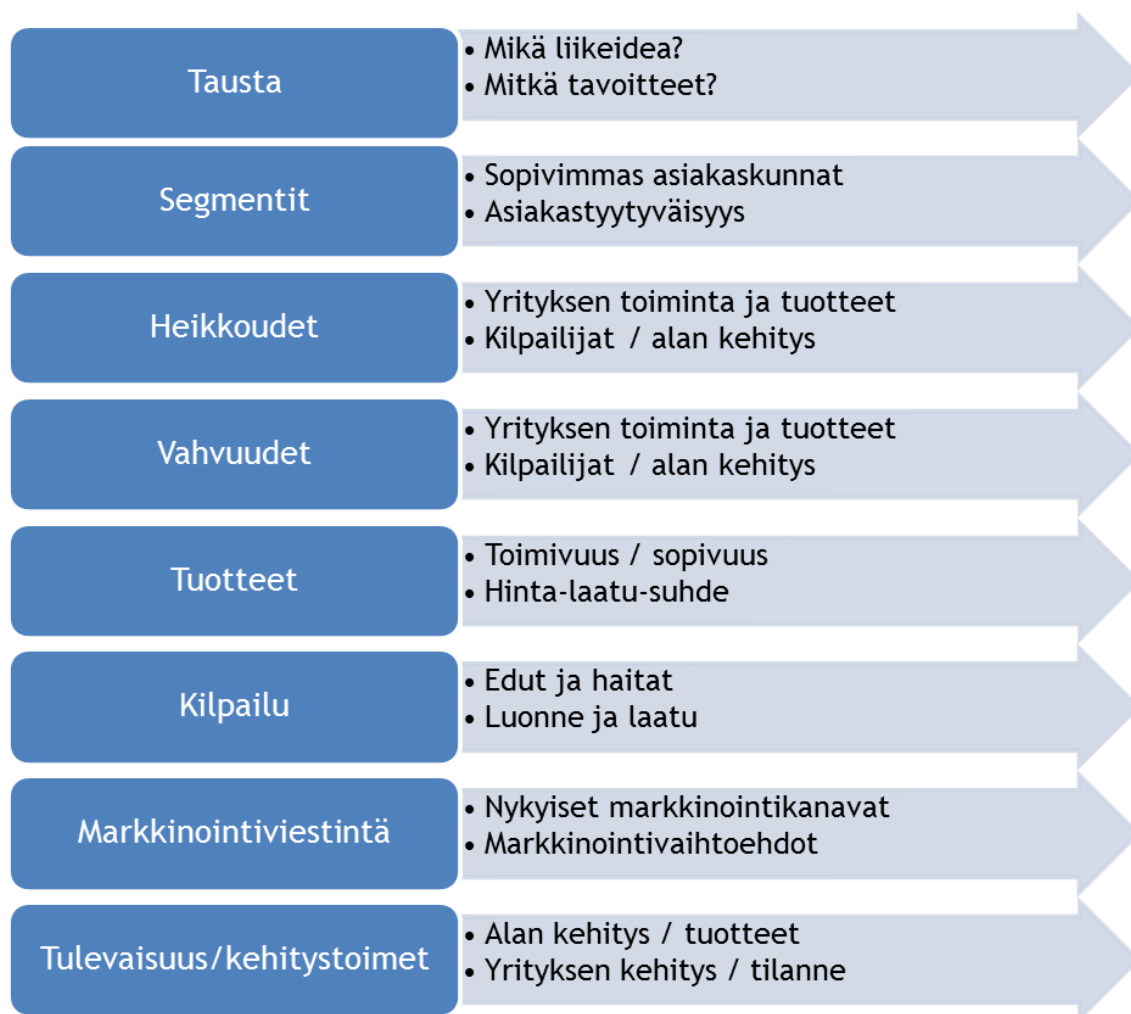 Tausta
• Mikä liikeidea?
• Mitkä tavoitteet?
Segmentit
• Sopivimmas asiakaskunnat
• Asiakastyytyväisyys
Heikkoudet
• Yrityksen toiminta ja tuotteet
• Kilpailijat / alan kehitys
Vahvuudet
• Yrityksen toiminta ja tuotteet
• Kilpailijat / alan kehitys
Tuotteet
• Toimivuus / sopivuus
• Hinta-laatu-suhde
Kilpailu
• Edut ja haitat
• Luonne ja laatu
Markkinointiviestintä
• Nykyiset markkinointikanavat
• Markkinointivaihtoehdot
Tulevaisuus/kehitystoimet
• Alan kehitys / tuotteet
• Yrityksen kehitys / tilanne